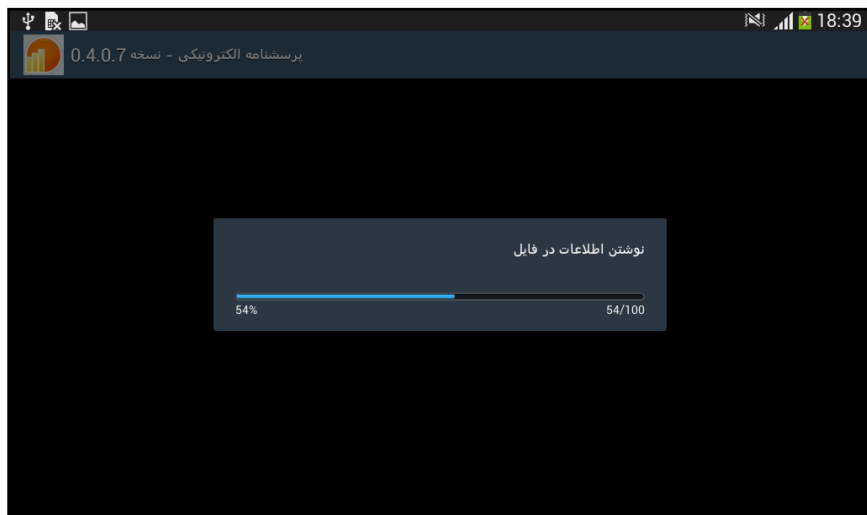 18:39
پرسشنامه الکترونیکی - نسخه 0.4.0.7
نوشتن اطلاعات در فایل
54% 54/100